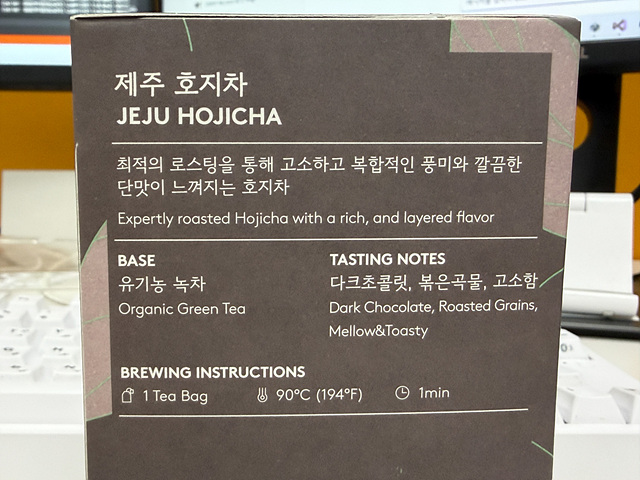 제주 호지차
JEJU HOJICHA
최적의 로스팅을 통해 고소하고 복합적인 풍미와 깔끔한
단맛이 느껴지는 호지차
Expertly roasted Hojicha with a rich, and layered flavor
BASE
유기농 녹차
Organic Green Tea
TASTING NOTES
다크초콜릿, 볶은곡물, 고소함
Dark Chocolate, Roasted Grains,
Mellow&Toasty
BREWING INSTRUCTIONS
1 Tea Bag 90°C (194°F) 1min